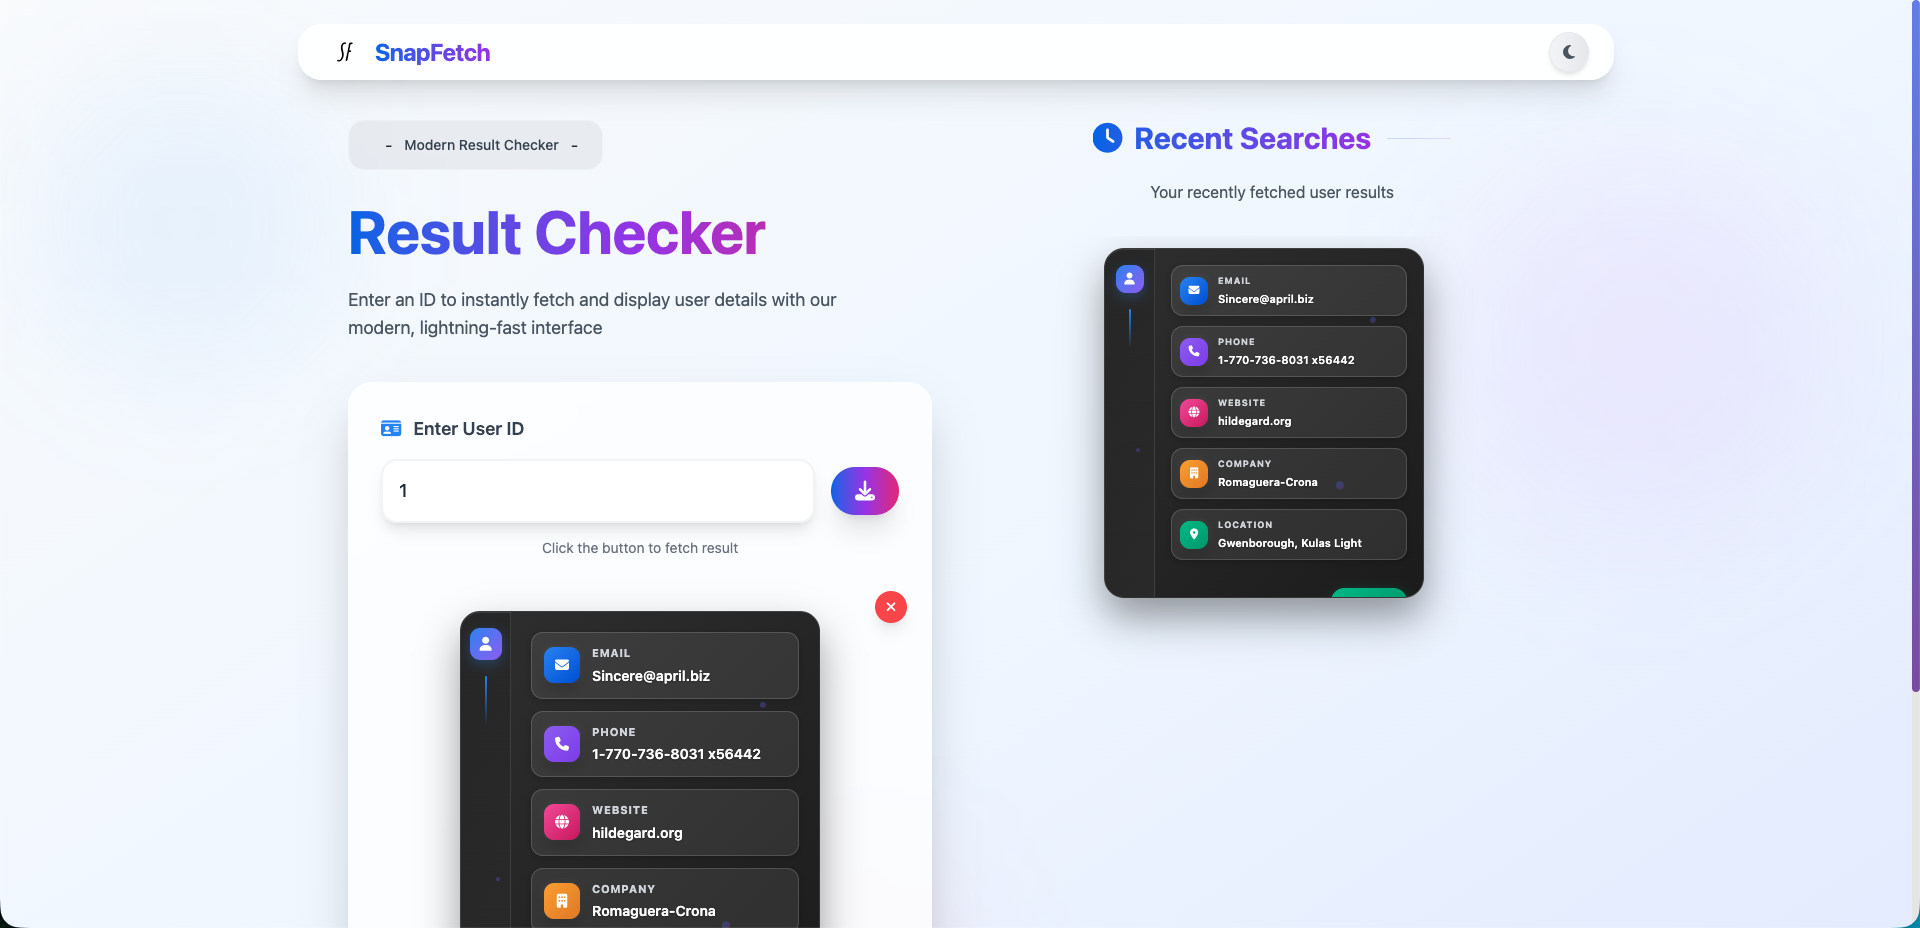 SF SnapFetch
- Modern Result Checker -
Result Checker
Enter an ID to instantly fetch and display user details with our
modern, lightning-fast interface
Enter User ID
1
Click the button to fetch result
EMAIL
Sincere@april.biz
PHONE
1-770-736-8031 x56442
WEBSITE
hildegard.org
COMPANY
Romaguera-Crona
Recent Searches
Your recently fetched user results
EMAIL
Sincere@april.biz
PHONE
1-770-736-8031 x56442
WEBSITE
hildegard.org
COMPANY
Romaguera-Crona
LOCATION
Gwenborough, Kulas Light